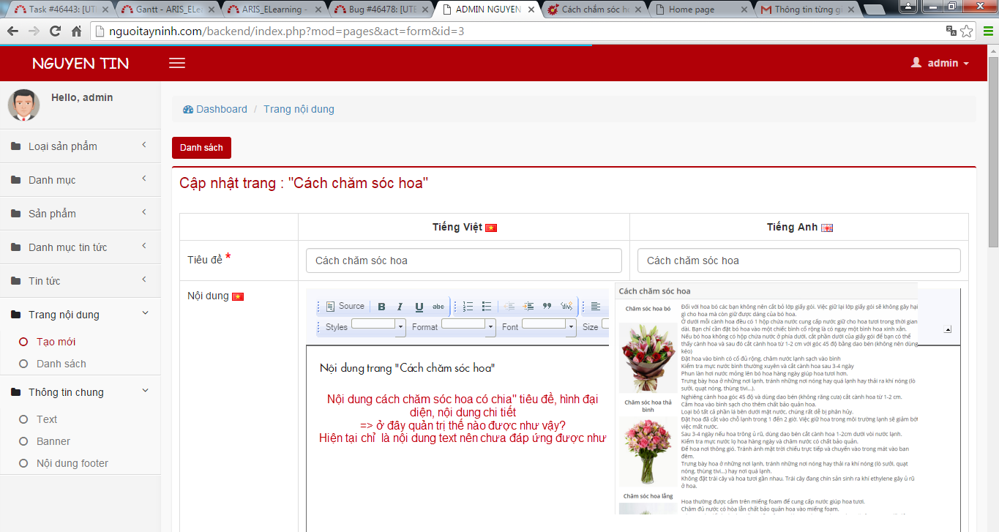 Task #46443: [UT
Gantt - ARIS_ELe
ARIS_ELearning -
Bug #46478: [UTE
ADMIN NGUYEN
Cách chăm sóc h
Home page
Thông tin từng gi
nguoitayninh.com/backend/index.php?mod=pages&act=form&id=3
NGUYEN TIN
admin
Hello, admin
Dashboard / Trang nội dung
Loại sản phẩm
Danh mục
Sản phẩm
Danh mục tin tức
Tin tức
Trang nội dung
Tạo mới
Danh sách
Thông tin chung
Text
Banner
Nội dung footer
Danh sách
Cập nhật trang : "Cách chăm sóc hoa"
Tiếng Việt
Tiếng Anh
Tiêu đề *
Cách chăm sóc hoa
Cách chăm sóc hoa
Nội dung
Source B I U abc
Styles Format Font Size
Nội dung trang "Cách chăm sóc hoa"
Nội dung cách chăm sóc hoa có chia" tiêu đề, hình đại
diện, nội dung chi tiết
=> ở đây quản trị thế nào được như vậy?
Hiện tại chỉ là nội dung text nên chưa đáp ứng được như
Cách chăm sóc hoa
Chăm sóc hoa bó
Đối với hoa bó các bạn không nên cắt bỏ lớp giấy gói. Việc giữ lại lớp giấy gói sẽ không gây hại
gì cho hoa mà còn giữ được dáng của bó hoa.
Ở dưới mỗi cành hoa đều có 1 hộp chứa nước cung cấp nước giữ cho hoa tươi trong thời gian
dài. Bạn chỉ cần đặt bó hoa vào một chiếc bình cổ rộng là có ngay một bình hoa xinh xắn.
Nếu bó hoa không có hộp chứa nước ở phía dưới. cắt phần dưới của giấy gói để bạn có thể
thấy cành hoa và sau đó cắt cành hoa từ 1-2 cm với góc 45 độ bằng dao bén (không nên dùng
kéo)
Đặt hoa vào bình có cổ đủ rộng, châm nước lạnh sạch vào bình
Kiểm tra mực nước bình thường xuyên và cắt cành hoa sau 3-4 ngày
Phun làn hơi nước mỏng lên bó hoa hàng ngày giúp hoa tươi hơn.
Trưng bày hoa ở những nơi lạnh, tránh những nơi nóng hay quá lạnh hay thải ra khí nóng (lò
sưởi, quạt nóng, thùng tivi...).
Chăm sóc hoa thả
bình
Nghiêng cành hoa góc 45 độ và dùng dao bén (không răng cưa) cắt cành hoa từ 1-2 cm.
Cắm hoa vào bình sạch cho thêm chất bảo quản hoa.
Loại bỏ tất cả phần lá bên dưới mặt nước, chúng rất dễ bị phân hủy.
Đặt hoa đã cắt vào chỗ lạnh trong 1 đến 2 giờ. Việc giữ hoa trong môi trường lạnh sẽ giảm bớt
việc mất nước.
Sau 3-4 ngày nếu hoa trông ủ rũ. dùng dao bén cắt cành hoa 1-2cm dưới vòi nước lạnh.
Kiểm tra mực nước lọ hoa hàng ngày và châm nước có chất bảo quản.
Để hoa nơi thông gió. Tránh ánh mặt trời chiếu trực tiếp và chuyển vào trong mát vào ban
đêm.
Trưng bày hoa ở những nơi lạnh, tránh những nơi nóng hay thải ra khí nóng (lò sưởi, quạt
nóng, thùng tivi...) hay nơi quá lạnh.
Không đặt trái cây và hoa tươi gần nhau. Trái cây đang chín sản sinh ra khí ethylene gây ủ rũ
ở hoa.
Chăm sóc hoa lẵng
Hoa thường được cắm trên miếng foam để cung cấp nước giúp hoa tươi.
Châm đủ nước có hòa lẫn chất bảo quản hoa vào miếng foam.